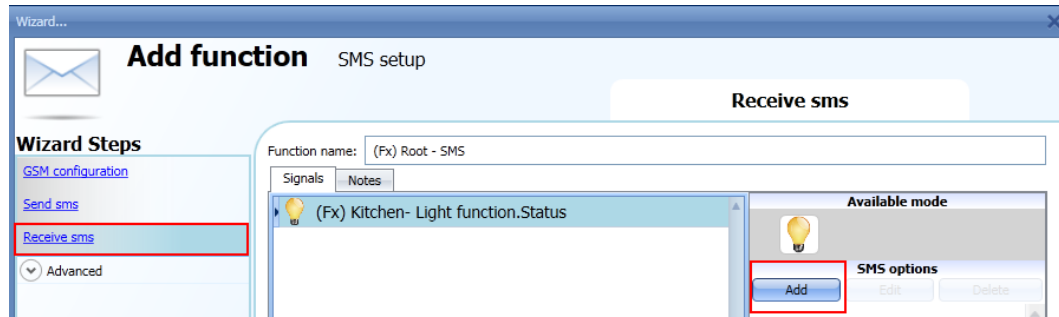 Wizard...
Add function SMS setup
Receive sms
Wizard Steps
GSM configuration
Send sms
Receive sms
Advanced
Function name: (Fx) Root - SMS
Signals Notes
(Fx) Kitchen- Light function.Status
Available mode
SMS options
Add Edit Delete